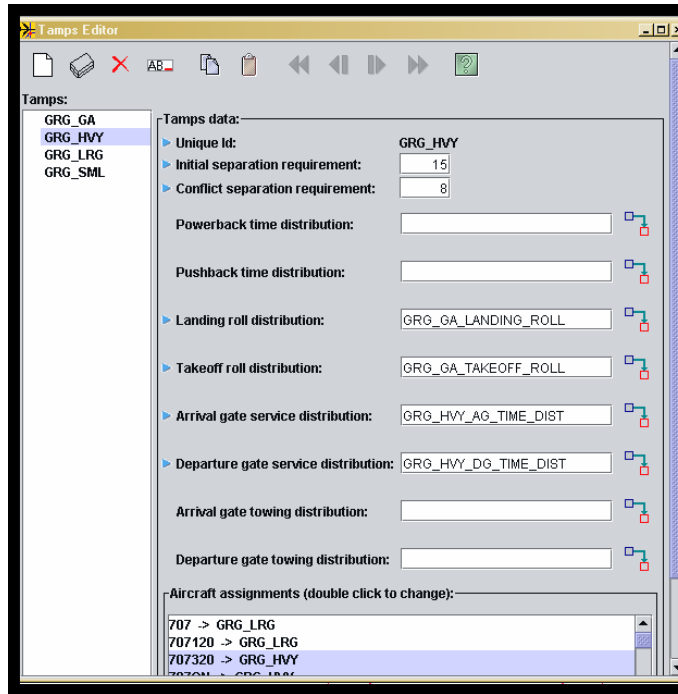 Tamps Editor
AB
?
Tamps:
GRG_GA
GRG_HVY
GRG_LRG
GRG_SML
Tamps data:
Unique Id: GRG_HVY
Initial separation requirement: 15
Conflict separation requirement: 8
Powerback time distribution:
Pushback time distribution:
Landing roll distribution: GRG_GA_LANDING_ROLL
Takeoff roll distribution: GRG_GA_TAKEOFF_ROLL
Arrival gate service distribution: GRG_HVY_AG_TIME_DIST
Departure gate service distribution: GRG_HVY_DG_TIME_DIST
Arrival gate towing distribution:
Departure gate towing distribution:
Aircraft assignments (double click to change):
707 -> GRG_LRG
707120 -> GRG_LRG
707320 -> GRG_HVY